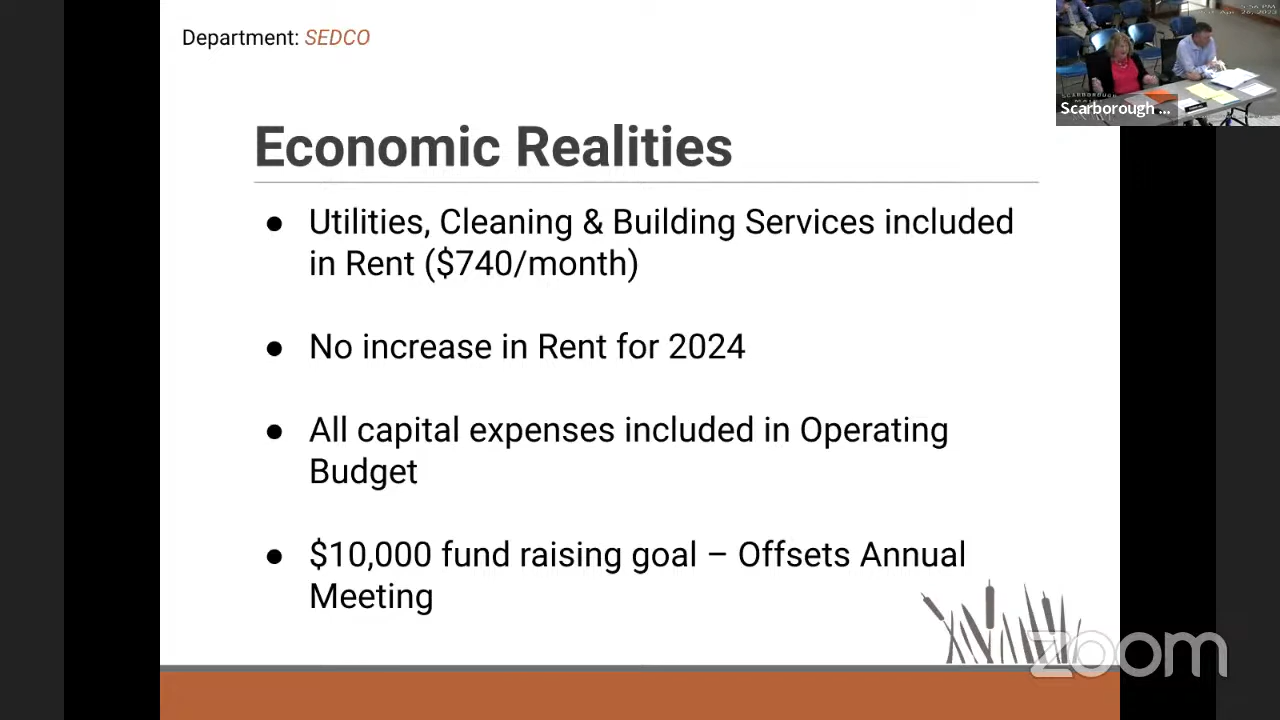 Department: SEDCO
Economic Realities
● Utilities, Cleaning & Building Services included
in Rent ($740/month)
● No increase in Rent for 2024
● All capital expenses included in Operating
Budget
● $10,000 fund raising goal – Offsets Annual
Meeting
Scarborough ...
zoom